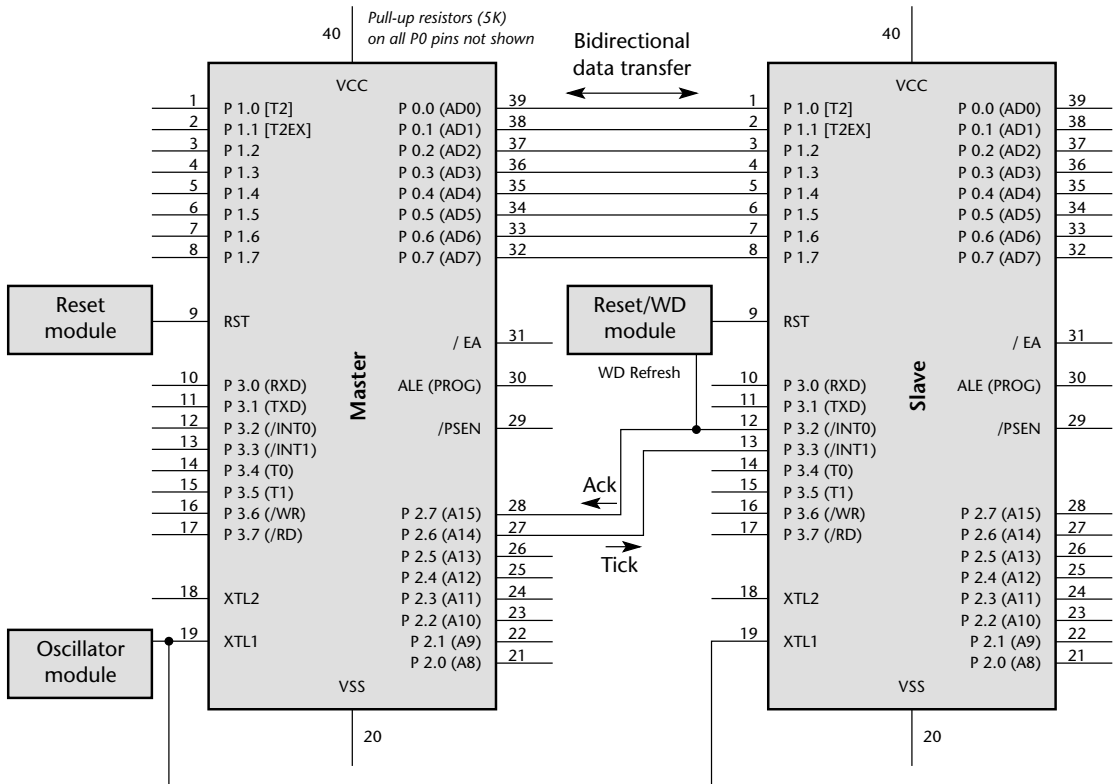 Pull-up resistors (5K)
on all P0 pins not shown
Bidirectional
data transfer
40
VCC
1
P 1.0 [T2]
2
P 1.1 [T2EX]
3
P 1.2
4
P 1.3
5
P 1.4
6
P 1.5
7
P 1.6
8
P 1.7
9
RST
10
P 3.0 (RXD)
11
P 3.1 (TXD)
12
P 3.2 (/INT0)
13
P 3.3 (/INT1)
14
P 3.4 (T0)
15
P 3.5 (T1)
16
P 3.6 (/WR)
17
P 3.7 (/RD)
18
XTL2
19
XTL1
Master
P 0.0 (AD0)
39
P 0.1 (AD1)
38
P 0.2 (AD2)
37
P 0.3 (AD3)
36
P 0.4 (AD4)
35
P 0.5 (AD5)
34
P 0.6 (AD6)
33
P 0.7 (AD7)
32
/ EA
31
ALE (PROG)
30
/PSEN
29
P 2.7 (A15)
28
P 2.6 (A14)
27
P 2.5 (A13)
26
P 2.4 (A12)
25
P 2.3 (A11)
24
P 2.2 (A10)
23
P 2.1 (A9)
22
P 2.0 (A8)
21
VSS
20
Reset
module
Oscillator
module
Reset/WD
module
WD Refresh
Ack
Tick
40
VCC
1
P 1.0 [T2]
2
P 1.1 [T2EX]
3
P 1.2
4
P 1.3
5
P 1.4
6
P 1.5
7
P 1.6
8
P 1.7
9
RST
10
P 3.0 (RXD)
11
P 3.1 (TXD)
12
P 3.2 (/INT0)
13
P 3.3 (/INT1)
14
P 3.4 (T0)
15
P 3.5 (T1)
16
P 3.6 (/WR)
17
P 3.7 (/RD)
18
XTL2
19
XTL1
Slave
P 0.0 (AD0)
39
P 0.1 (AD1)
38
P 0.2 (AD2)
37
P 0.3 (AD3)
36
P 0.4 (AD4)
35
P 0.5 (AD5)
34
P 0.6 (AD6)
33
P 0.7 (AD7)
32
/ EA
31
ALE (PROG)
30
/PSEN
29
P 2.7 (A15)
28
P 2.6 (A14)
27
P 2.5 (A13)
26
P 2.4 (A12)
25
P 2.3 (A11)
24
P 2.2 (A10)
23
P 2.1 (A9)
22
P 2.0 (A8)
21
VSS
20